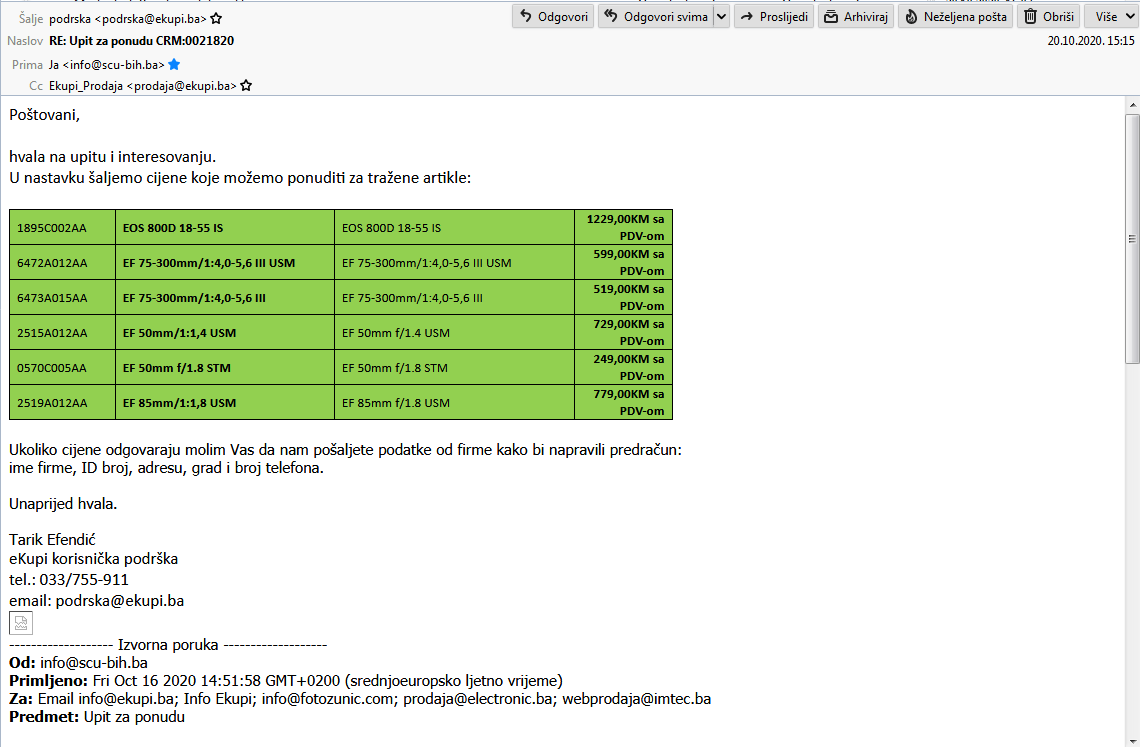 Šalje podrska <podrska@ekupi.ba>
Odgovori Odgovori svima Proslijedi Arhiviraj Neželjena pošta Obriši Više
Naslov RE: Upit za ponudu CRM:0021820 20.10.2020. 15:15
Prima Ja <info@scu-bih.ba>
Cc Ekupi_Prodaja <prodaja@ekupi.ba>
Poštovani,
hvala na upitu i interesovanju.
U nastavku šaljemo cijene koje možemo ponuditi za tražene artikle:
1895C002AA EOS 800D 18-55 IS EOS 800D 18-55 IS 1229,00KM sa
PDV-om
6472A012AA EF 75-300mm/1:4,0-5,6 III USM EF 75-300mm/1:4,0-5,6 III USM 599,00KM sa
PDV-om
6473A015AA EF 75-300mm/1:4,0-5,6 III EF 75-300mm/1:4,0-5,6 III 519,00KM sa
PDV-om
2515A012AA EF 50mm/1:1,4 USM EF 50mm f/1.4 USM 729,00KM sa
PDV-om
0570C005AA EF 50mm f/1.8 STM EF 50mm f/1.8 STM 249,00KM sa
PDV-om
2519A012AA EF 85mm/1:1,8 USM EF 85mm f/1.8 USM 779,00KM sa
PDV-om
Ukoliko cijene odgovaraju molim Vas da nam pošaljete podatke od firme kako bi napravili predračun:
ime firme, ID broj, adresu, grad i broj telefona.
Unaprijed hvala.
Tarik Efendić
eKupi korisnička podrška
tel.: 033/755-911
email: podrska@ekupi.ba
------------------- Izvorna poruka -------------------
Od: info@scu-bih.ba
Primljeno: Fri Oct 16 2020 14:51:58 GMT+0200 (srednjoeuropsko ljetno vrijeme)
Za: Email info@ekupi.ba; Info Ekupi; info@fotozunic.com; prodaja@electronic.ba; webprodaja@imtec.ba
Predmet: Upit za ponudu